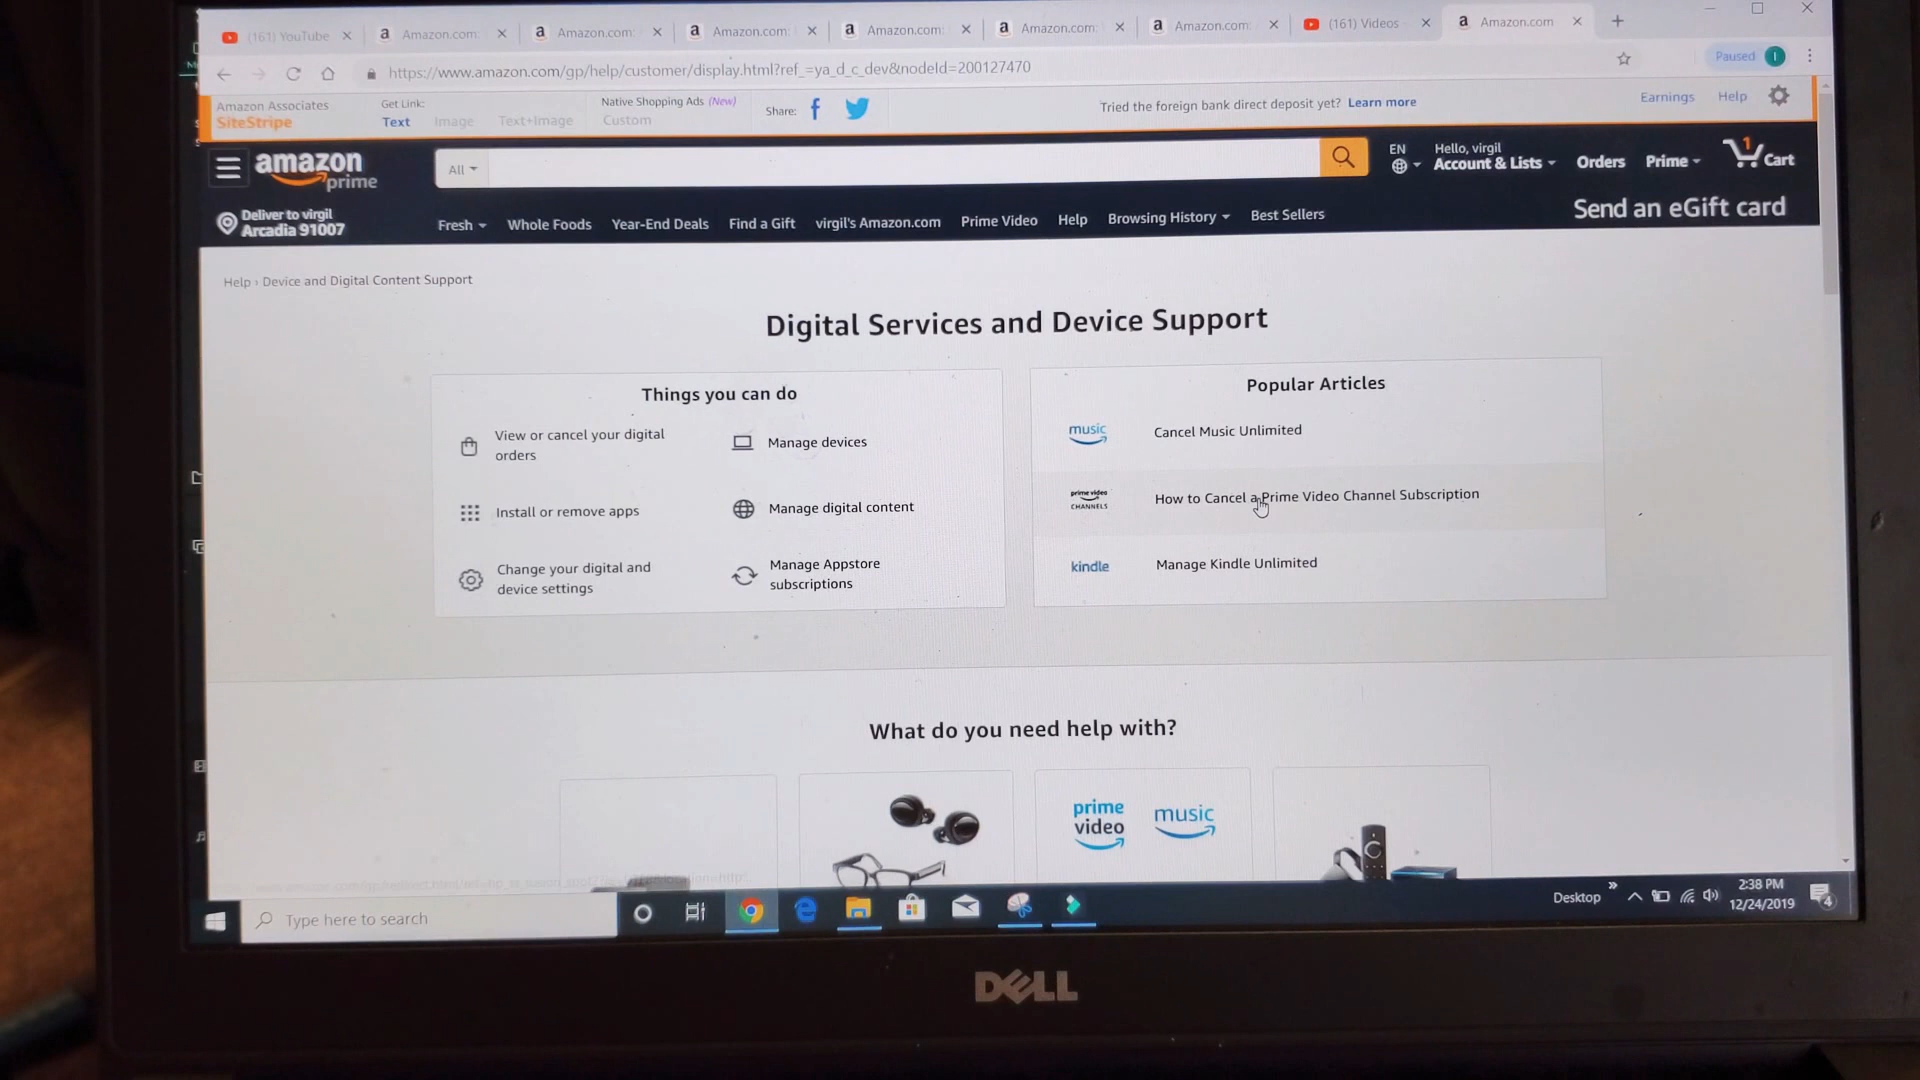 (161) YouTube
Amazon.com:
Amazon.com:
Amazon.com:
Amazon.com:
Amazon.com:
Amazon.com:
(161) Videos
Amazon.com
https://www.amazon.com/gp/help/customer/display.html?ref_=ya_d_c_dev&nodeId=200127470
Paused
Amazon Associates
SiteStripe
Get Link:
Text
Image
Text+Image
Native Shopping Ads (New)
Custom
Share:
Tried the foreign bank direct deposit yet? Learn more
Earnings
Help
amazon
prime
All
EN
Hello, virgil
Account & Lists
Orders
Prime
1
Cart
Deliver to virgil
Arcadia 91007
Fresh
Whole Foods
Year-End Deals
Find a Gift
virgil's Amazon.com
Prime Video
Help
Browsing History
Best Sellers
Send an eGift card
Help › Device and Digital Content Support
Digital Services and Device Support
Things you can do
View or cancel your digital
orders
Manage devices
Install or remove apps
Manage digital content
Change your digital and
device settings
Manage Appstore
subscriptions
Popular Articles
music
Cancel Music Unlimited
prime video
CHANNELS
How to Cancel a Prime Video Channel Subscription
kindle
Manage Kindle Unlimited
What do you need help with?
prime
video
music
Type here to search
Desktop
2:38 PM
12/24/2019
4
DELL